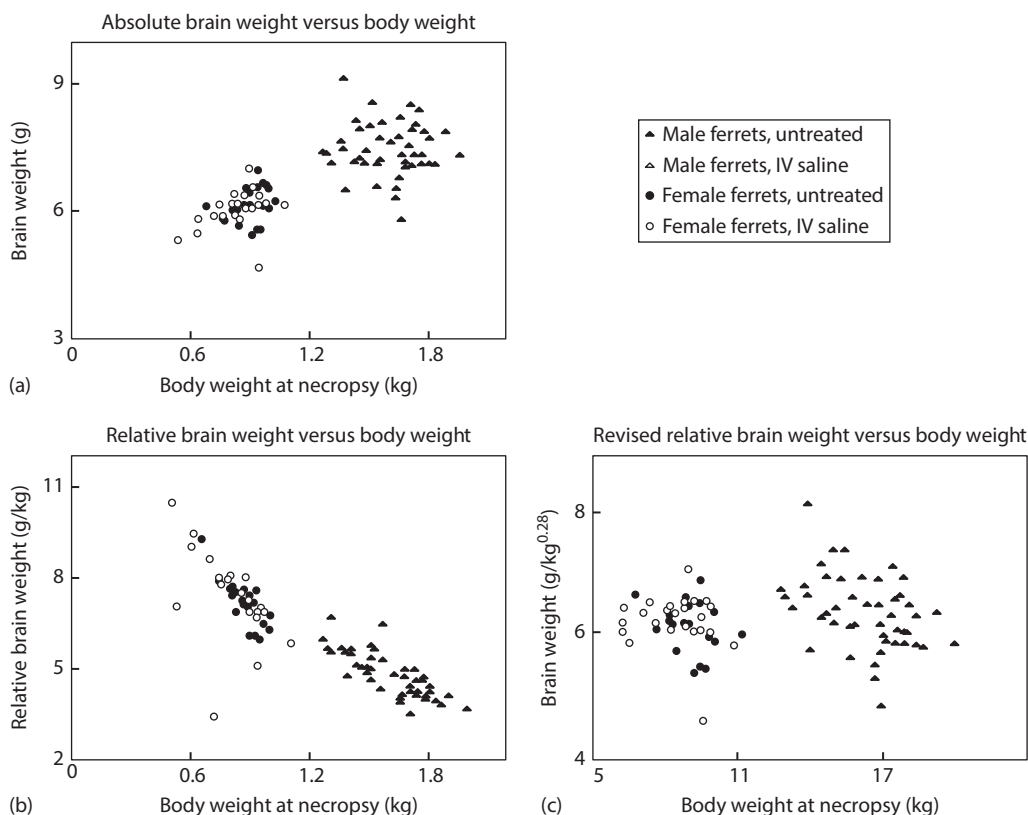 Absolute brain weight versus body weight
Brain weight (g)
9
6
3
0
0.6
1.2
1.8
Body weight at necropsy (kg)
(a)
Male ferrets, untreated
Male ferrets, IV saline
Female ferrets, untreated
Female ferrets, IV saline
Relative brain weight versus body weight
Relative brain weight (g/kg)
11
8
5
2
0
0.6
1.2
1.8
Body weight at necropsy (kg)
(b)
Revised relative brain weight versus body weight
Brain weight (g/kg^0.28)
8
6
4
5
11
17
Body weight at necropsy (kg)
(c)